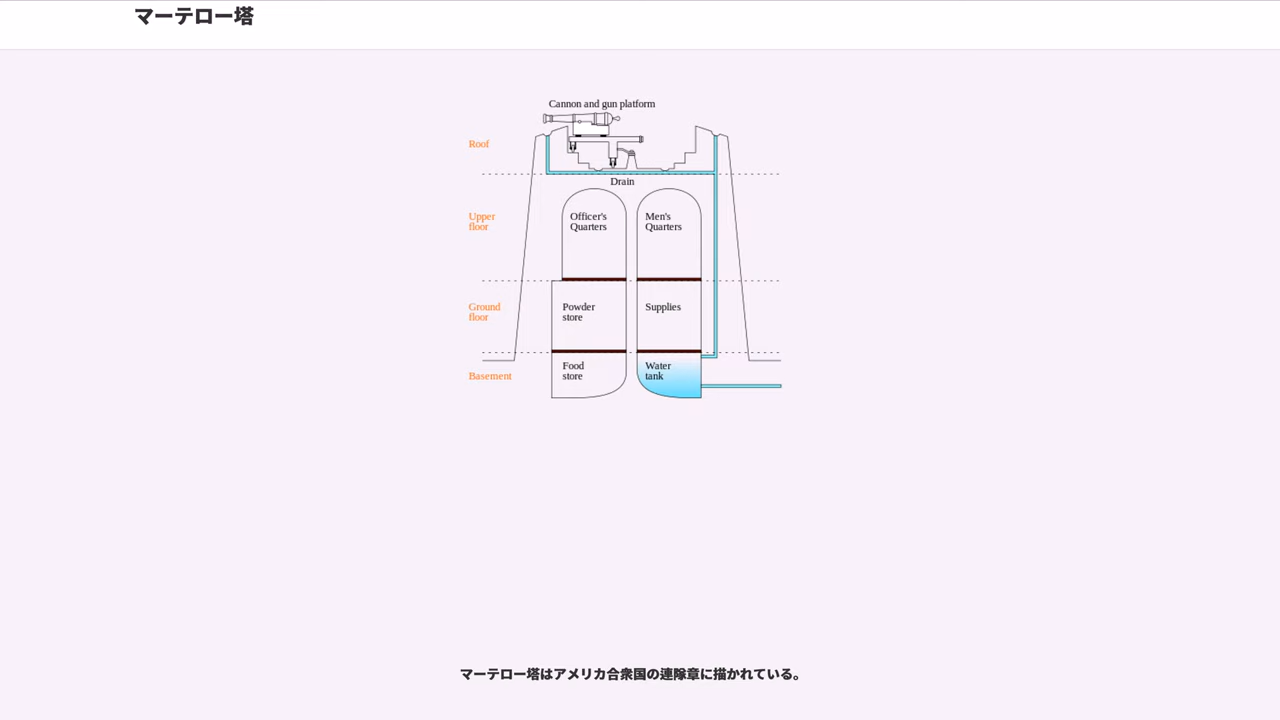 マーテロー塔
Cannon and gun platform
Roof
Drain
Upper
floor
Officer's
Quarters
Men's
Quarters
Ground
floor
Powder
store
Supplies
Basement
Food
store
Water
tank
マーテロー塔はアメリカ合衆国の連隊章に描かれている。